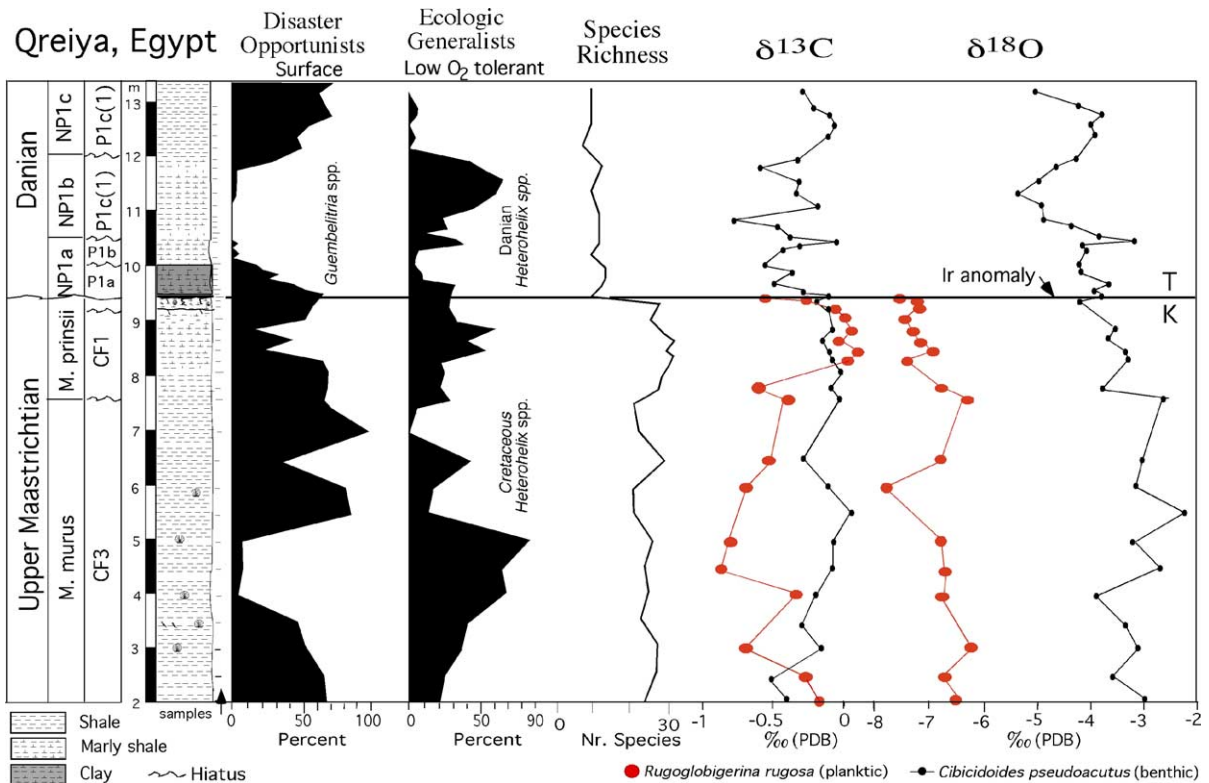 Qreiya, Egypt
Disaster
Opportunists
Surface
Ecologic
Generalists
Low O2 tolerant
Species
Richness
δ13C
δ18O
Danian
Upper Maastrichtian
NP1c
NP1b
NP1a
M. prinsii
M. murus
P1c(1)
P1c(1)
P1b
P1a
CF1
CF3
m
13
12
11
10
9
8
7
6
5
4
3
2
Guembelitria spp.
Danian
Heterohelix spp.
Cretaceous
Heterohelix spp.
Ir anomaly
T
K
samples
0 50 100
0 50 90
0 30
-1 -0.5 0
-8 -7 -6 -5 -4 -3 -2
Percent
Percent
Nr. Species
‰ (PDB)
‰ (PDB)
Shale
Marly shale
Clay
Hiatus
Rugoglobigerina rugosa (planktic)
Cibicidoides pseudoacutus (benthic)